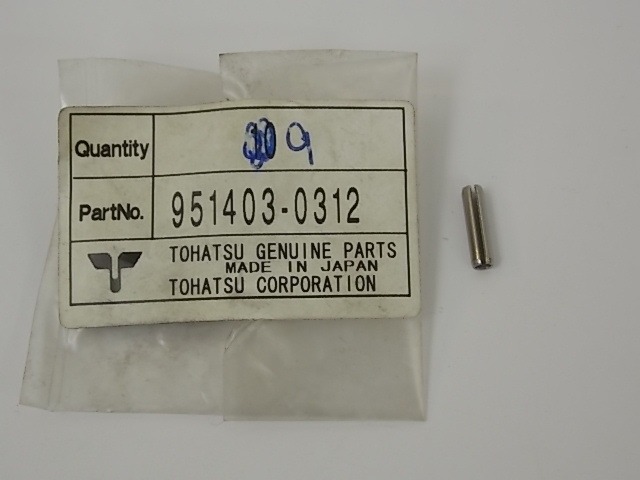 Quantity 9
PartNo. 951403-0312
TOHATSU GENUINE PARTS
MADE IN JAPAN
TOHATSU CORPORATION